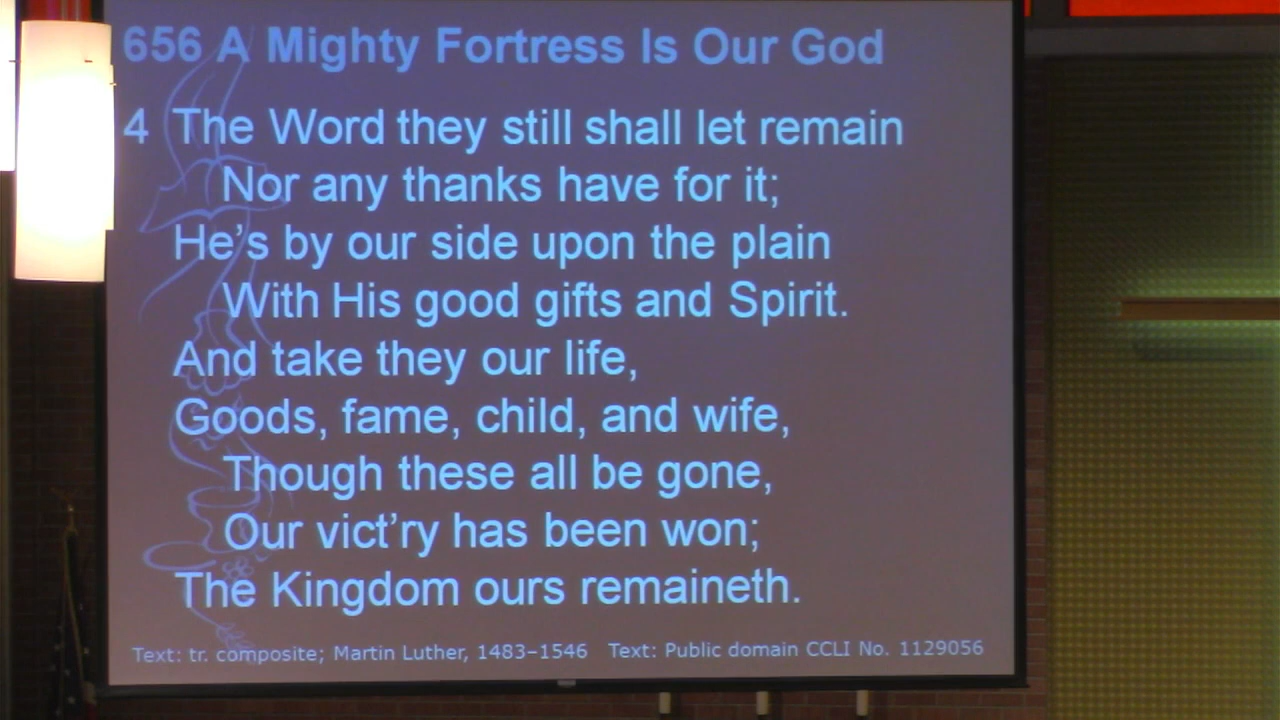 656 A Mighty Fortress Is Our God
4 The Word they still shall let remain
Nor any thanks have for it;
He's by our side upon the plain
With His good gifts and Spirit.
And take they our life,
Goods, fame, child, and wife,
Though these all be gone,
Our vict'ry has been won;
The Kingdom ours remaineth.
Text: tr. composite; Martin Luther, 1483–1546 Text: Public domain CCLI No. 1129056